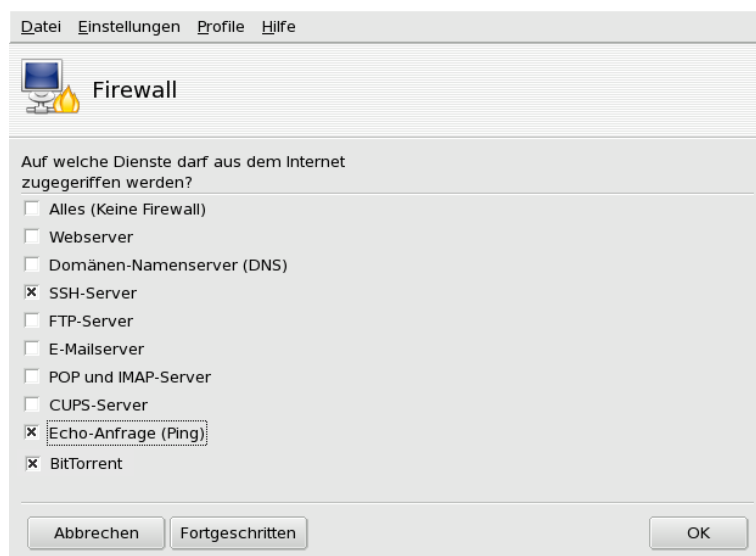 Datei Einstellungen Profile Hilfe
Firewall
Auf welche Dienste darf aus dem Internet
zugegeriffen werden?
Alles (Keine Firewall)
Webserver
Domänen-Namenserver (DNS)
SSH-Server
FTP-Server
E-Mailserver
POP und IMAP-Server
CUPS-Server
Echo-Anfrage (Ping)
BitTorrent
Abbrechen Fortgeschritten OK